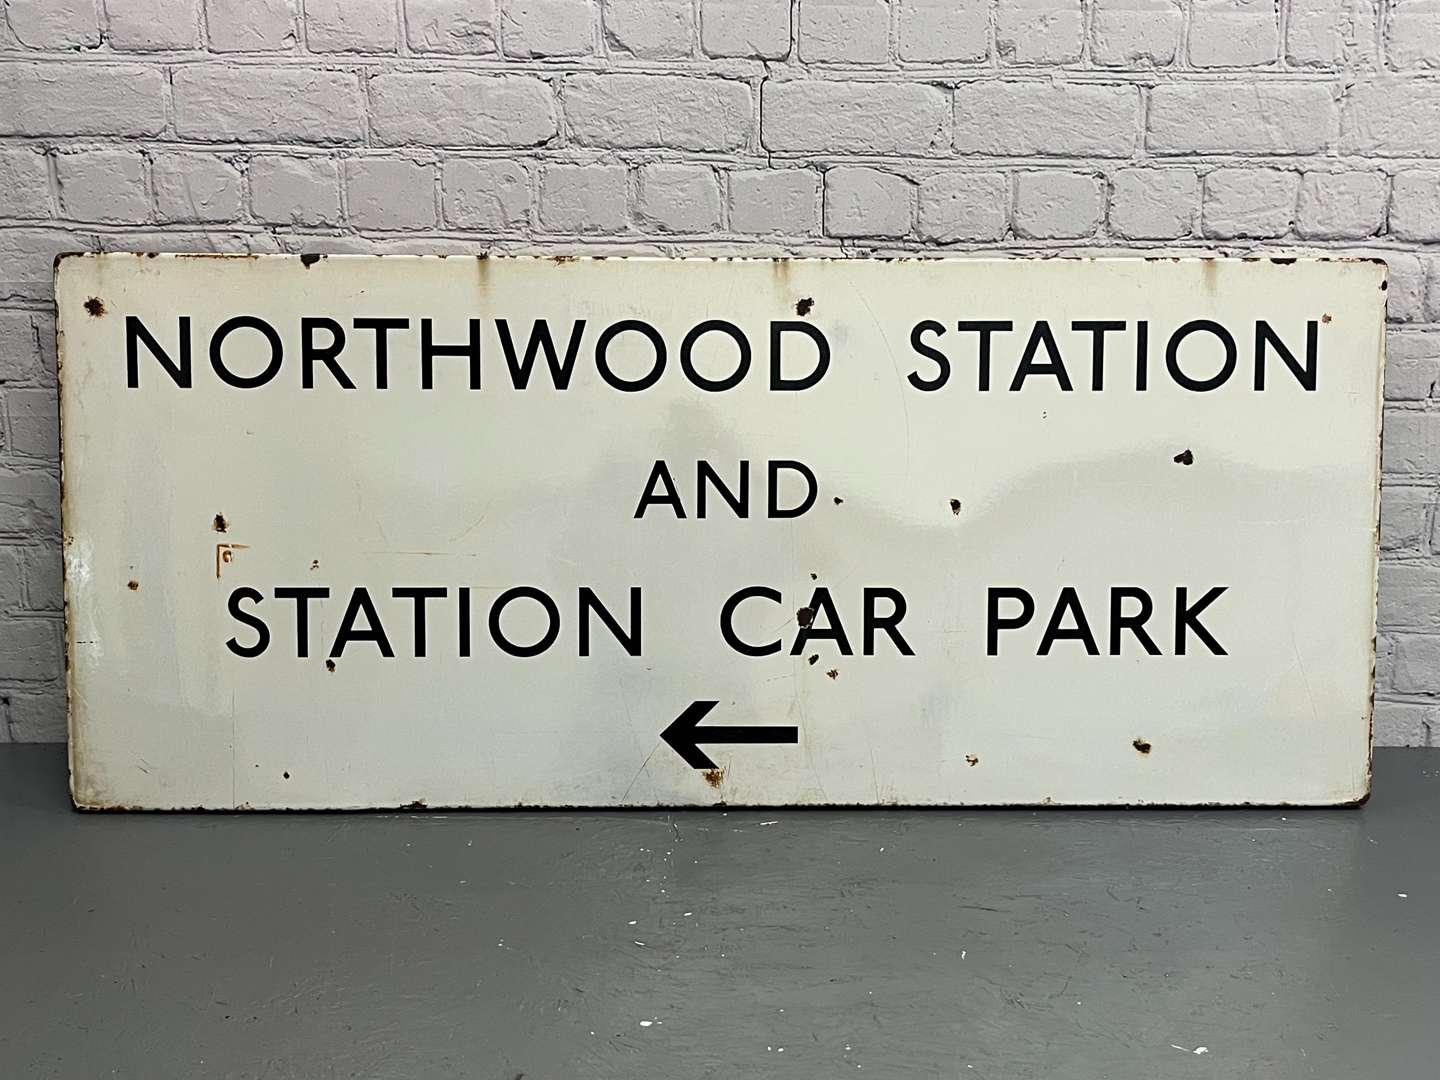 NORTHWOOD STATION
AND
STATION CAR PARK
←